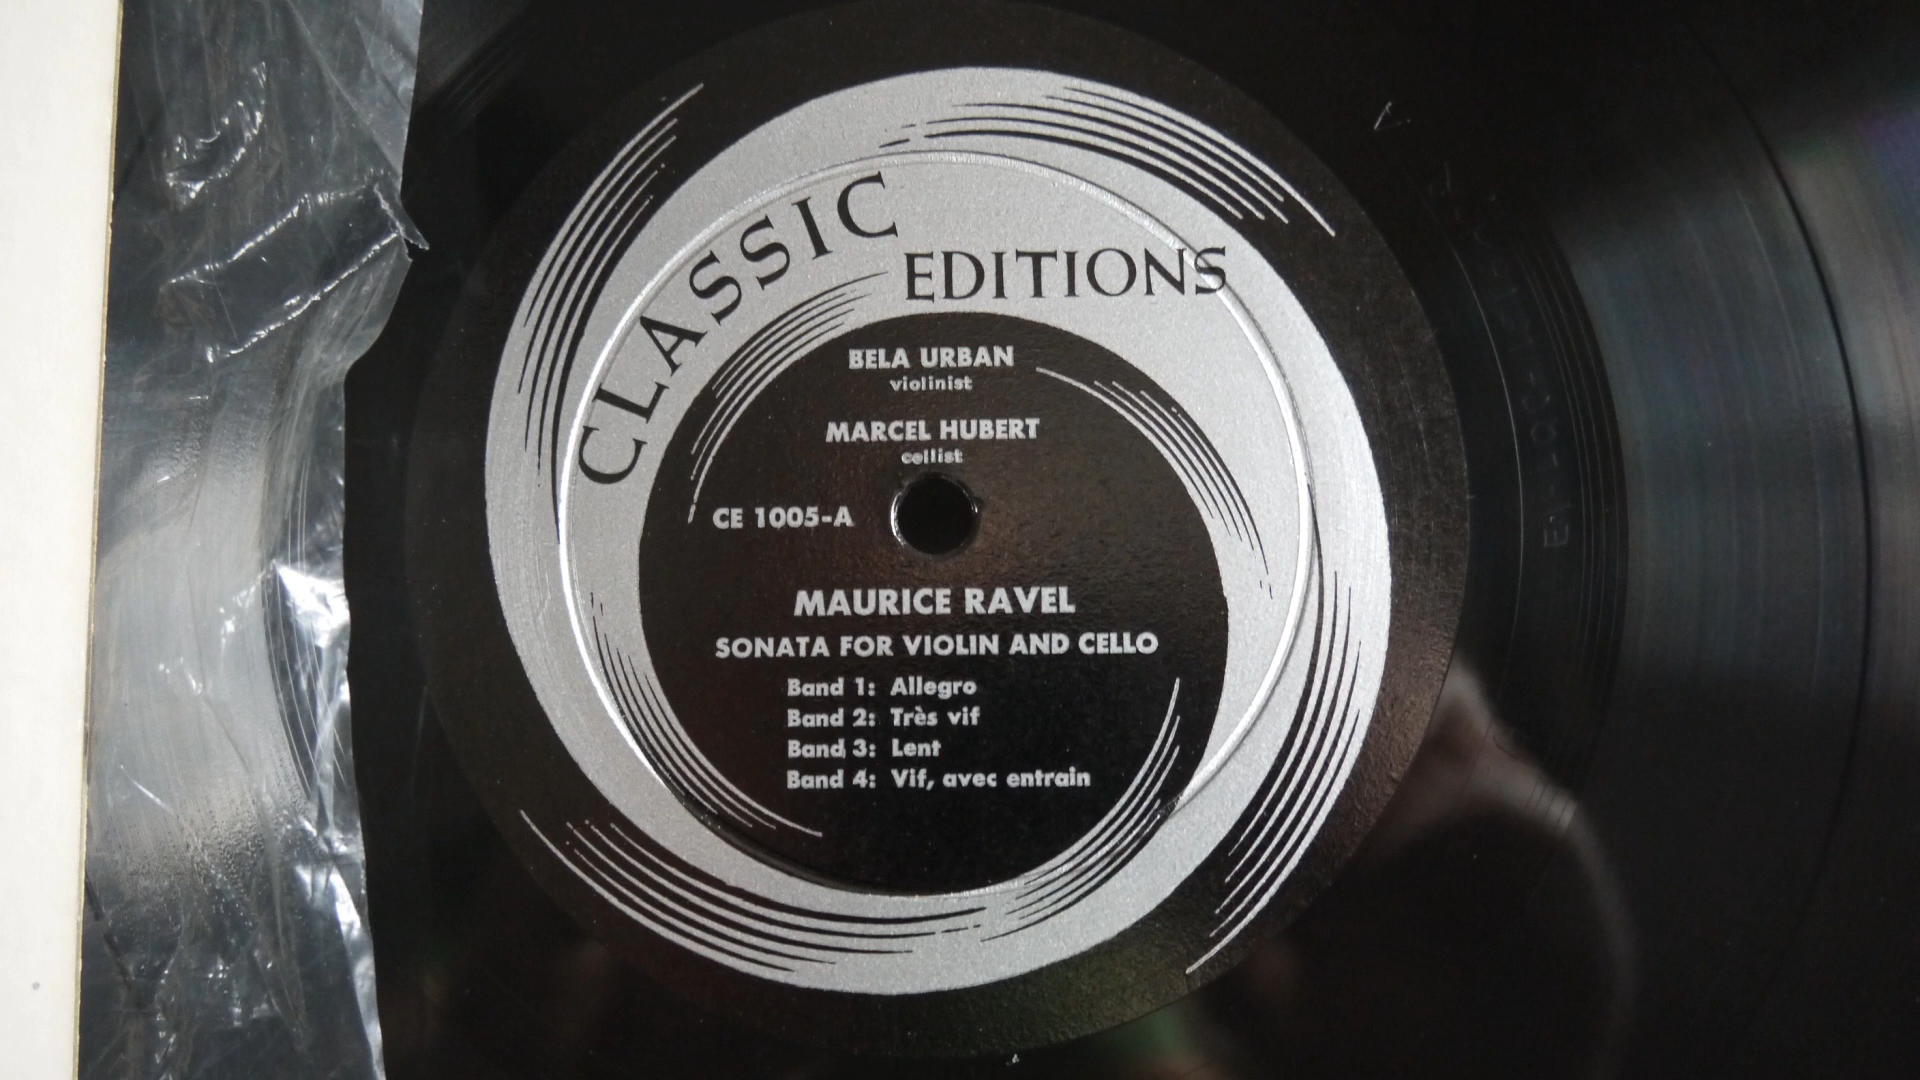 CLASSIC EDITIONS
BELA URBAN
violinist
MARCEL HUBERT
cellist
CE 1005-A
MAURICE RAVEL
SONATA FOR VIOLIN AND CELLO
Band 1: Allegro
Band 2: Très vif
Band 3: Lent
Band 4: Vif, avec entrain